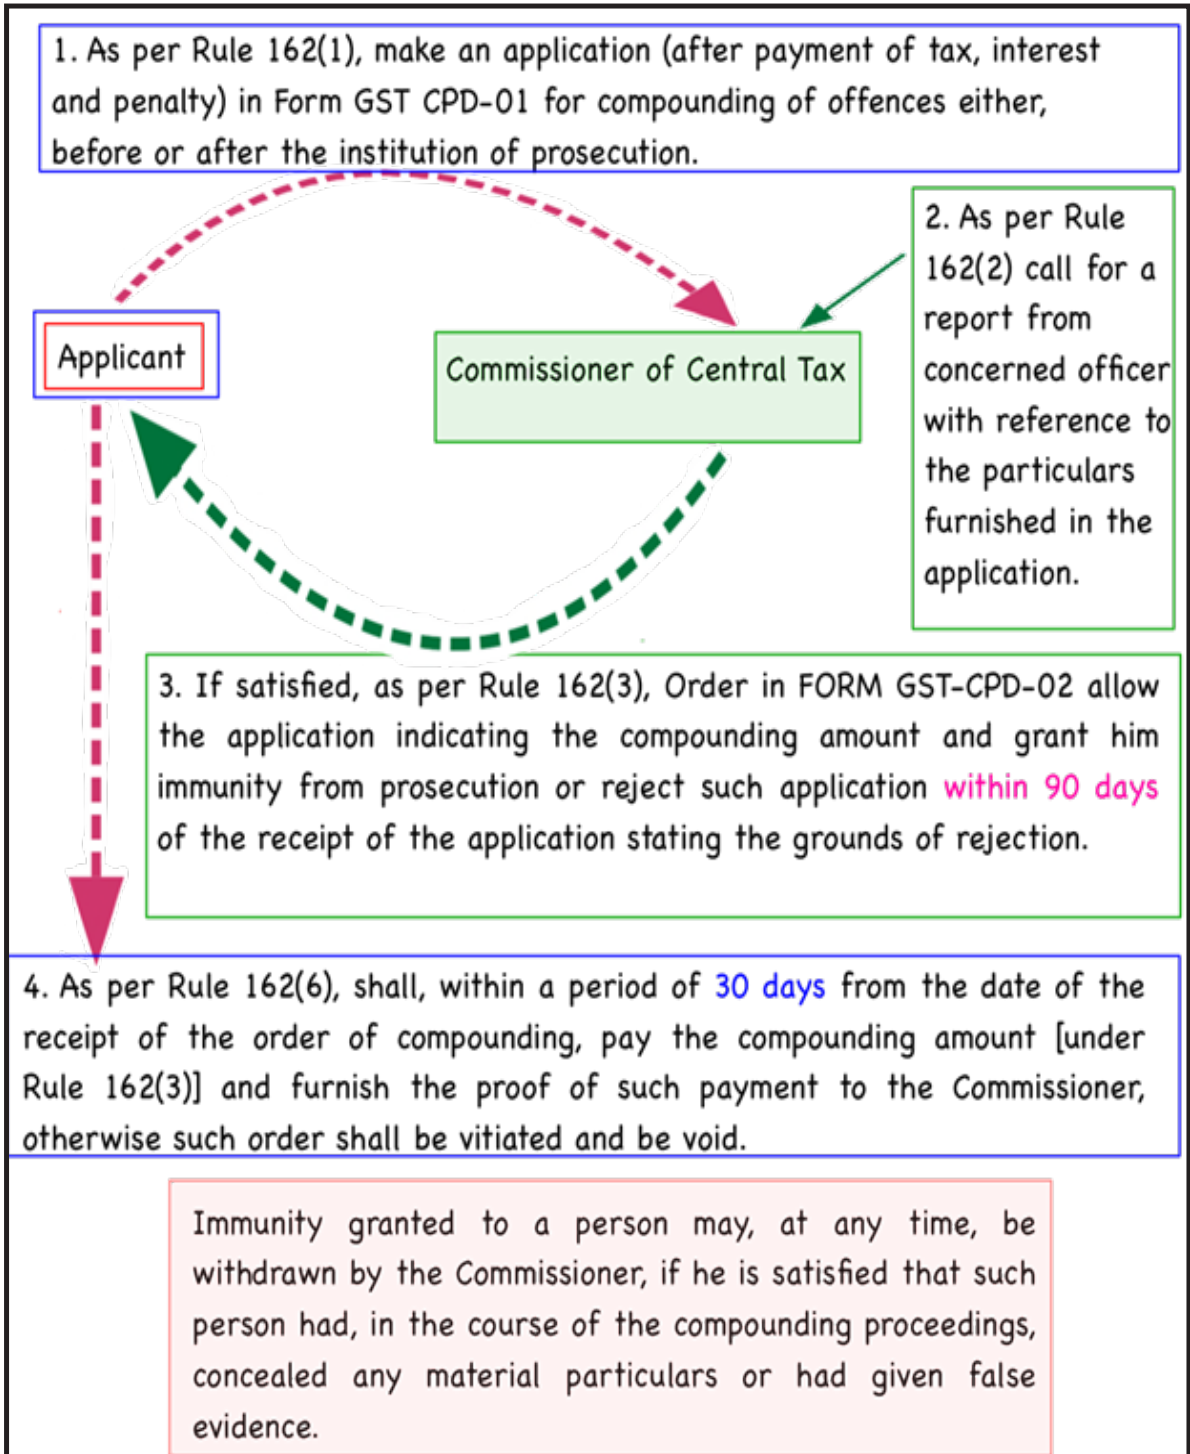 1. As per Rule 162(1), make an application (after payment of tax, interest
and penalty) in Form GST CPD-01 for compounding of offences either,
before or after the institution of prosecution.
2. As per Rule
162(2) call for a
report from
concerned officer
with reference to
the particulars
furnished in the
application.
Applicant
Commissioner of Central Tax
3. If satisfied, as per Rule 162(3), Order in FORM GST-CPD-02 allow
the application indicating the compounding amount and grant him
immunity from prosecution or reject such application within 90 days
of the receipt of the application stating the grounds of rejection.
4. As per Rule 162(6), shall, within a period of 30 days from the date of the
receipt of the order of compounding, pay the compounding amount [under
Rule 162(3)] and furnish the proof of such payment to the Commissioner,
otherwise such order shall be vitiated and be void.
Immunity granted to a person may, at any time, be
withdrawn by the Commissioner, if he is satisfied that such
person had, in the course of the compounding proceedings,
concealed any material particulars or had given false
evidence.